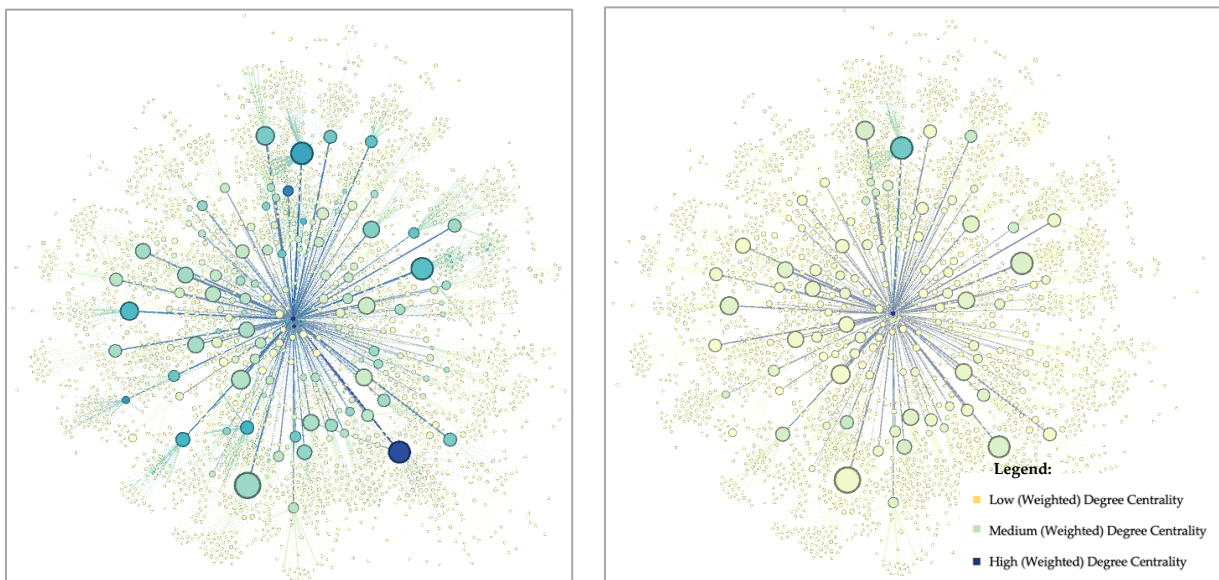 Legend:
Low (Weighted) Degree Centrality
Medium (Weighted) Degree Centrality
High (Weighted) Degree Centrality